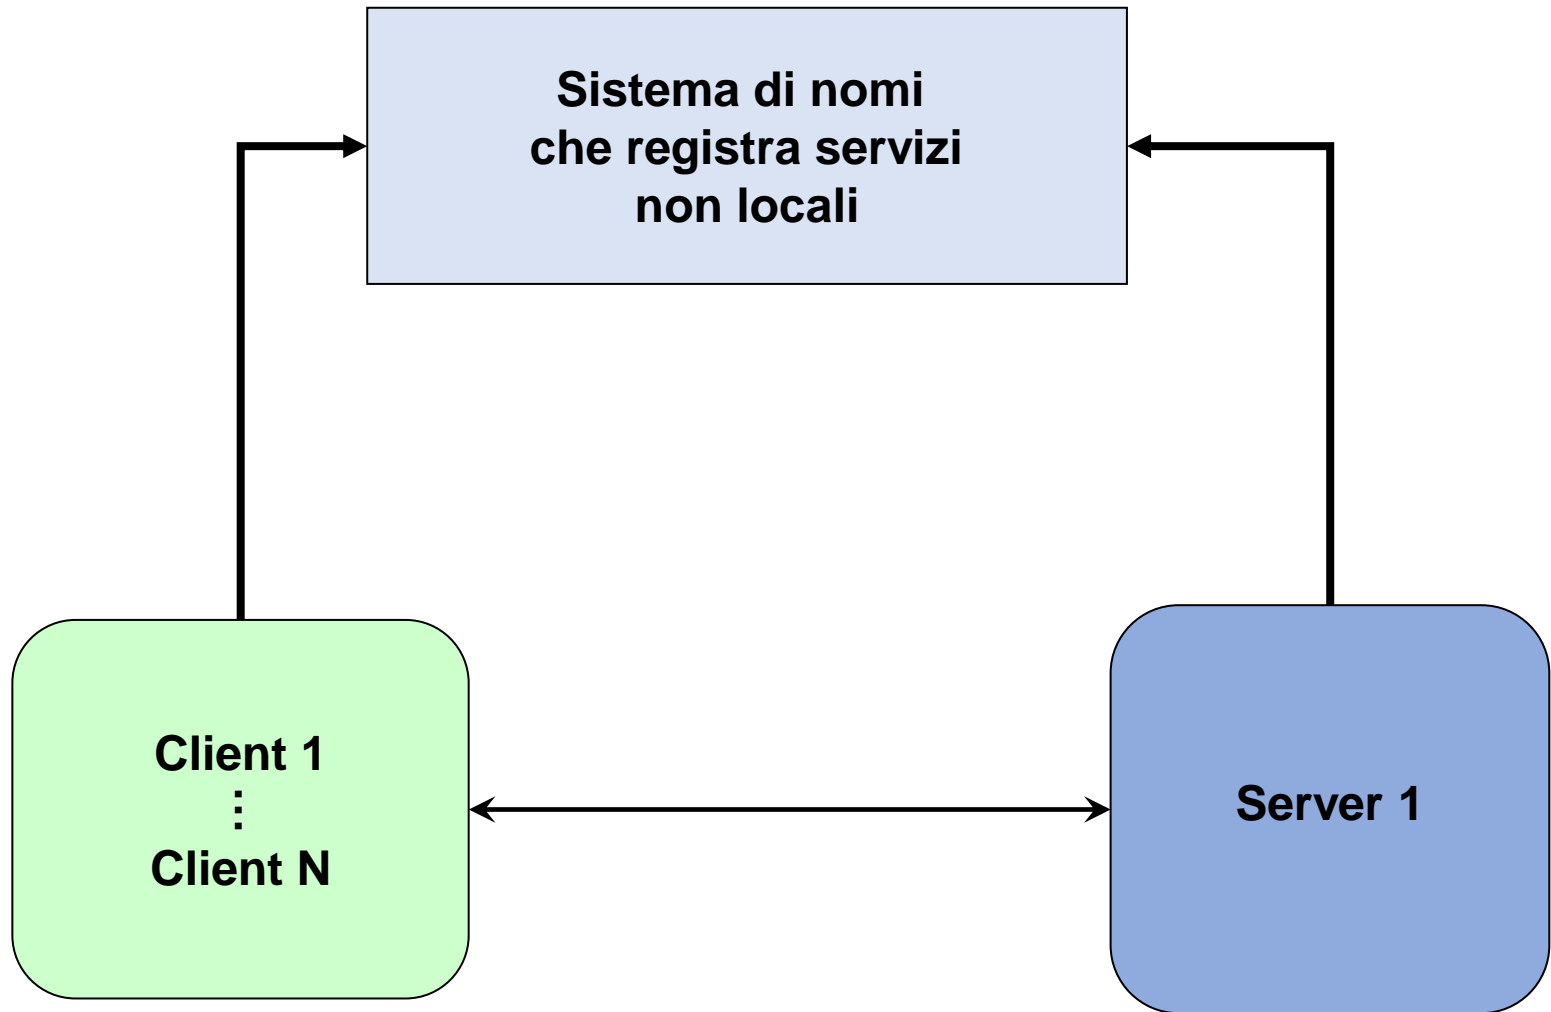 Sistema di nomi
che registra servizi
non locali
Client 1
⋮
Client N
Server 1